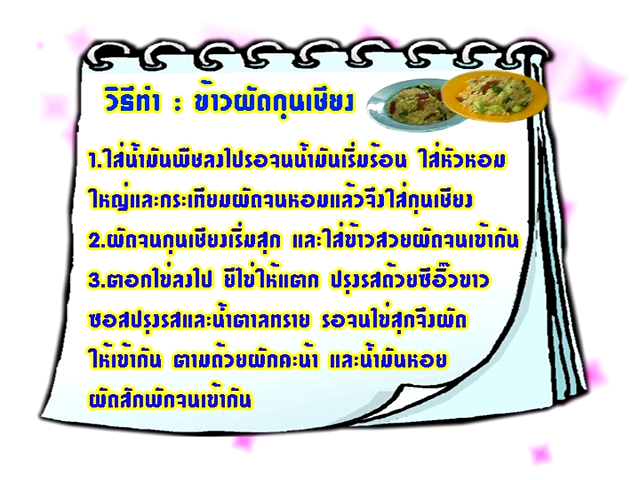 วิธีทำ : ข้าวผัดกุนเชียง
1.ใส่น้ำมันพืชลงไปรอจนน้ำมันเริ่มร้อน ใส่หัวหอม
ใหญ่และกระเทียมผัดจนหอมแล้วจึงใส่กุนเชียง
2.ผัดจนกุนเชียงเริ่มสุก และใส่ข้าวสวยผัดจนเข้ากัน
3.ตอกไข่ลงไป ยีไข่ให้แตก ปรุงรสด้วยซีอิ๊วขาว
ซอสปรุงรสและน้ำตาลทราย รอจนไข่สุกจึงผัด
ให้เข้ากัน ตามด้วยผักคะน้า และน้ำมันหอย
ผัดสักพักจนเข้ากัน